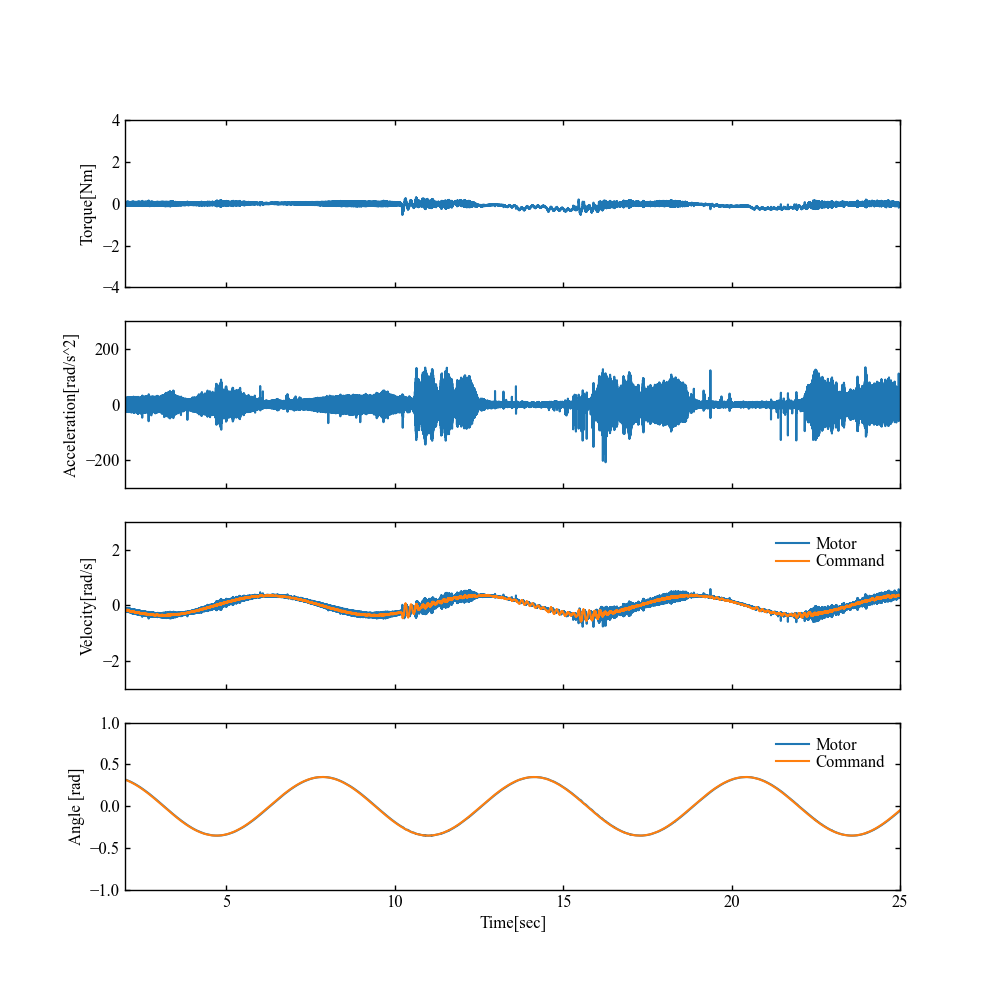 4
2
0
−2
−4
Torque[Nm]
200
0
−200
Acceleration[rad/s^2]
2
0
−2
Velocity[rad/s]
Motor
Command
1.0
0.5
0.0
−0.5
−1.0
Angle [rad]
Motor
Command
5
10
15
20
25
Time[sec]